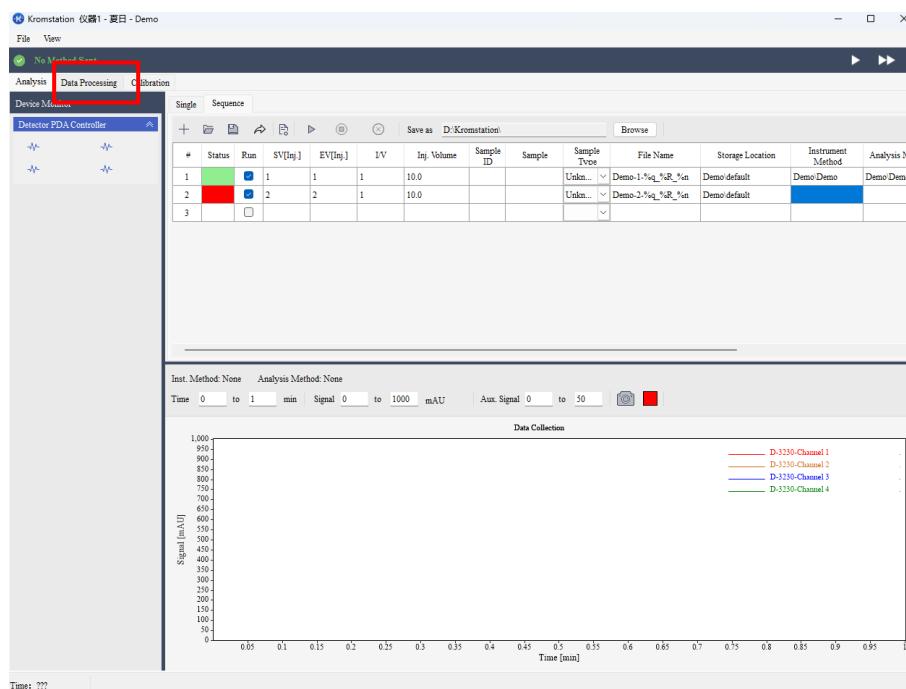 Kromstation 仪器1 - 夏日 - Demo
File View
No Method Sent
Analysis Data Processing Calibration
Device Monitor
Detector PDA Controller
Single Sequence
Save as D:\Kromstation\ Browse
# Status Run SV[Inj.] EV[Inj.] I/V Inj. Volume Sample ID Sample Sample Type File Name Storage Location Instrument Method Analysis M
1 1 1 1 10.0 Unkn... Demo-1-%q_%R_%n Demo\default Demo\Demo Demo\Dem
2 2 2 1 10.0 Unkn... Demo-2-%q_%R_%n Demo\default
3
Inst. Method: None Analysis Method: None
Time 0 to 1 min Signal 0 to 1000 mAU Aux. Signal 0 to 50
Data Collection
D-3230-Channel 1
D-3230-Channel 2
D-3230-Channel 3
D-3230-Channel 4
Signal [mAU]
1,000
950
900
850
800
750
700
650
600
550
500
450
400
350
300
250
200
150
100
50
0
0.05 0.1 0.15 0.2 0.25 0.3 0.35 0.4 0.45 0.5 0.55 0.6 0.65 0.7 0.75 0.8 0.85 0.9 0.95 1
Time [min]
Time: ???